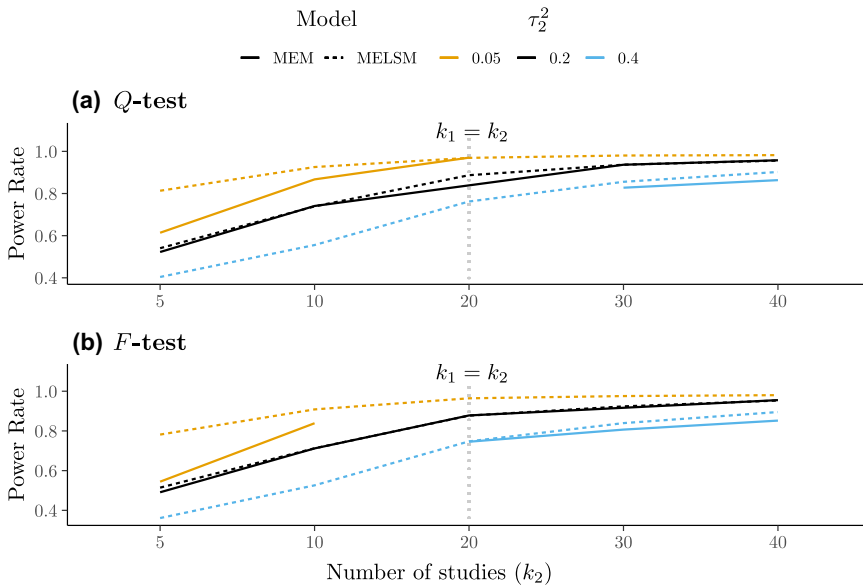 Model τ₂²
MEM MELSM 0.05 0.2 0.4
(a) Q-test
k₁ = k₂
Power Rate
1.0
0.8
0.6
0.4
5 10 20 30 40
(b) F-test
k₁ = k₂
Power Rate
1.0
0.8
0.6
0.4
5 10 20 30 40
Number of studies (k₂)